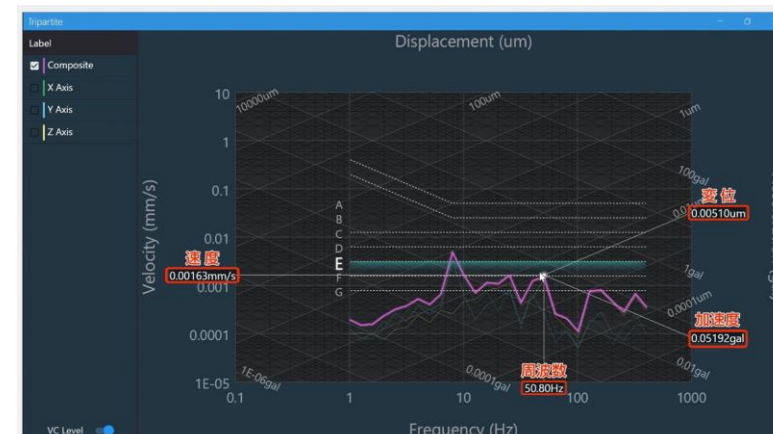 Tripartite
Label
Composite
X Axis
Y Axis
Z Axis
VC Level
Displacement (um)
Velocity (mm/s)
10
1
0.1
0.01
0.001
0.0001
1E-05
10000um
100um
1um
100gal
変位
0.00510um
A
B
C
D
E
F
G
速度
0.00163mm/s
1gal
0.0001um
加速度
0.05192gal
周波数
50.80Hz
1E-06gal
0.0001gal
0.01gal
0.1
1
10
100
1000
Frequency (Hz)